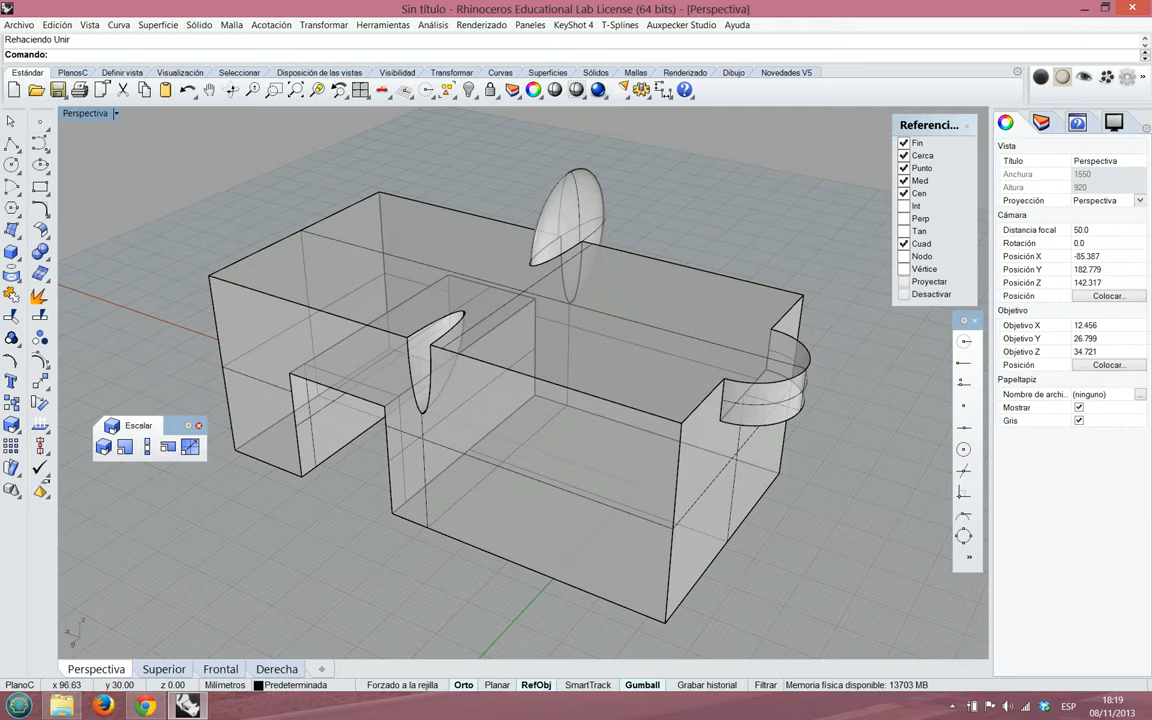 Sin título - Rhinoceros Educational Lab License (64 bits) - [Perspectiva]
Archivo Edición Vista Curva Superficie Sólido Malla Acotación Transformar Herramientas Análisis Renderizado Paneles KeyShot 4 T-Splines Auxpecker Studio Ayuda
Rehaciendo Unir
Comando:
Estándar PlanosC Definir vista Visualización Seleccionar Disposición de las vistas Visibilidad Transformar Curvas Superficies Sólidos Mallas Renderizado Dibujo Novedades V5
Perspectiva
Referenci...
Fin
Cerca
Punto
Med
Cen
Int
Perp
Tan
Cuad
Nodo
Vértice
Proyectar
Desactivar
Escalar
Vista
Título Perspectiva
Anchura 1550
Altura 920
Proyección Perspectiva
Cámara
Distancia focal 50.0
Rotación 0.0
Posición X -85.387
Posición Y 182.779
Posición Z 142.317
Posición Colocar...
Objetivo
Objetivo X 12.456
Objetivo Y 26.799
Objetivo Z 34.721
Posición Colocar...
Papeltapiz
Nombre de archi... (ninguno) ...
Mostrar
Gris
z
x
y
Perspectiva Superior Frontal Derecha
PlanoC x 96.63 y 30.00 z 0.00 Milímetros Predeterminada Forzado a la rejilla Orto Planar RefObj SmartTrack Gumball Grabar historial Filtrar Memoria física disponible: 13703 MB
ESP
18:19
08/11/2013